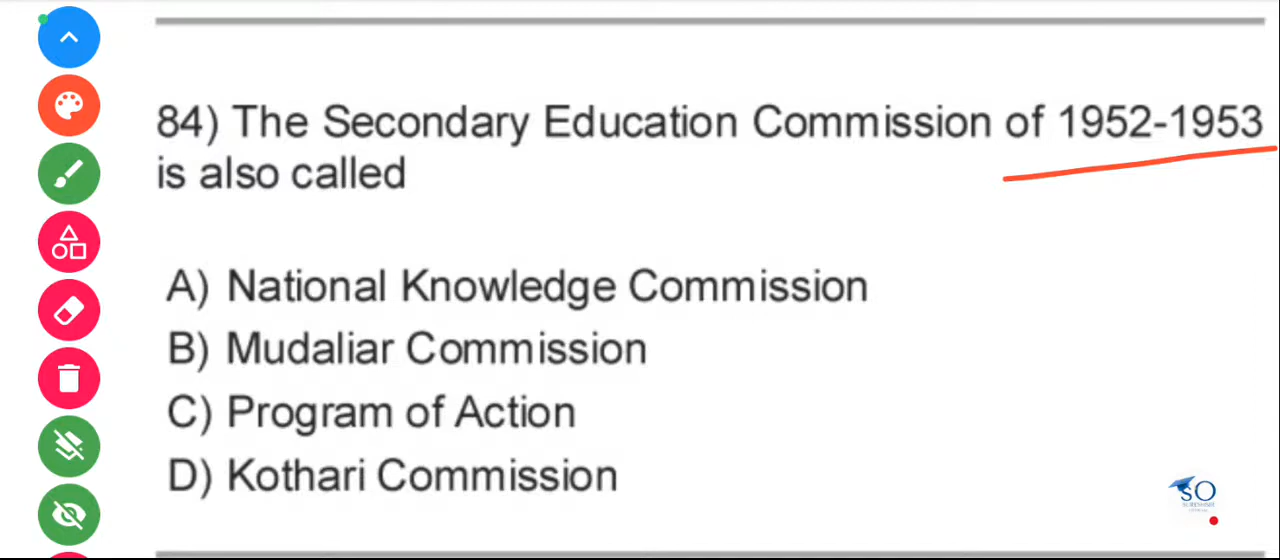 84) The Secondary Education Commission of 1952-1953
is also called
A) National Knowledge Commission
B) Mudaliar Commission
C) Program of Action
D) Kothari Commission
SO